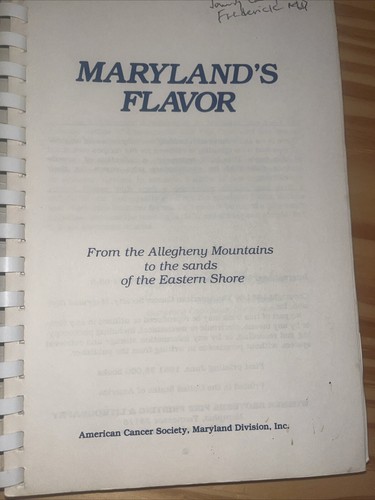 Frederick MD
MARYLAND'S
FLAVOR
From the Allegheny Mountains
to the sands
of the Eastern Shore
American Cancer Society, Maryland Division, Inc.